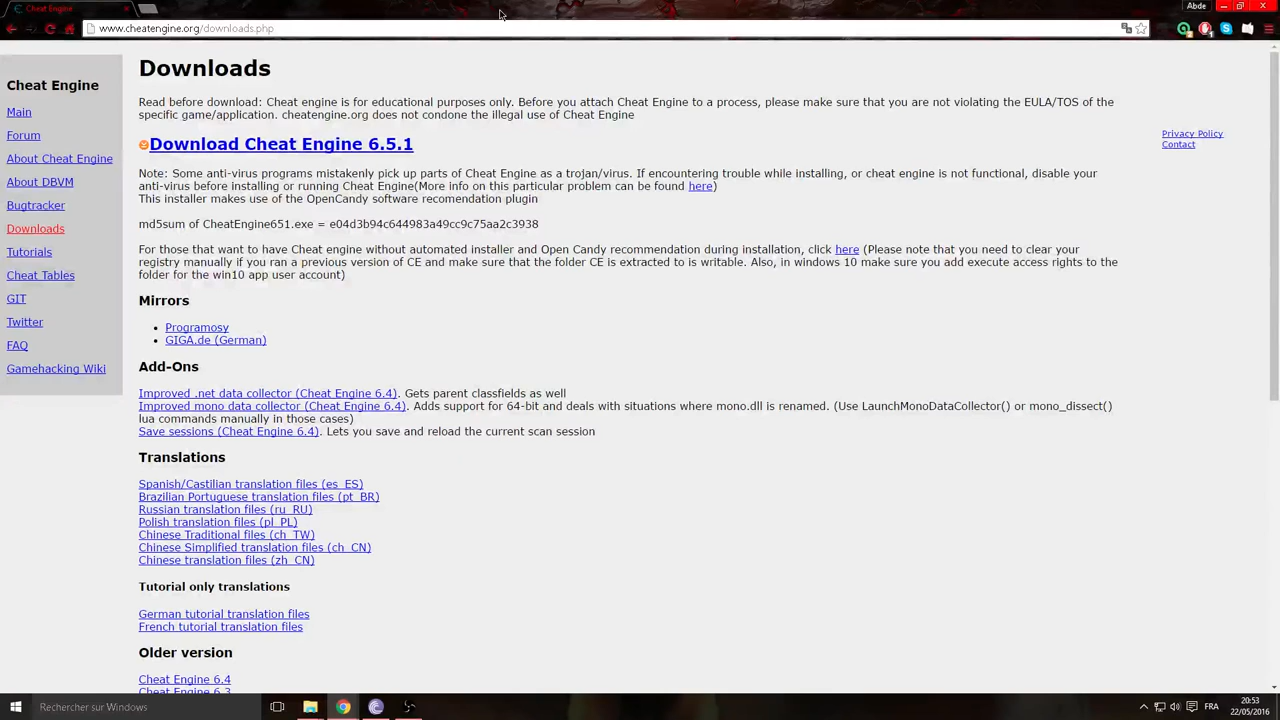 Cheat Engine
Abde
www.cheatengine.org/downloads.php
Cheat Engine
Main
Forum
About Cheat Engine
About DBVM
Bugtracker
Downloads
Tutorials
Cheat Tables
GIT
Twitter
FAQ
Gamehacking Wiki
Downloads
Read before download: Cheat engine is for educational purposes only. Before you attach Cheat Engine to a process, please make sure that you are not violating the EULA/TOS of the
specific game/application. cheatengine.org does not condone the illegal use of Cheat Engine
Download Cheat Engine 6.5.1
Note: Some anti-virus programs mistakenly pick up parts of Cheat Engine as a trojan/virus. If encountering trouble while installing, or cheat engine is not functional, disable your
anti-virus before installing or running Cheat Engine(More info on this particular problem can be found here)
This installer makes use of the OpenCandy software recomendation plugin
md5sum of CheatEngine651.exe = e04d3b94c644983a49cc9c75aa2c3938
For those that want to have Cheat engine without automated installer and Open Candy recommendation during installation, click here (Please note that you need to clear your
registry manually if you ran a previous version of CE and make sure that the folder CE is extracted to is writable. Also, in windows 10 make sure you add execute access rights to the
folder for the win10 app user account)
Mirrors
• Programosy
• GIGA.de (German)
Add-Ons
Improved .net data collector (Cheat Engine 6.4). Gets parent classfields as well
Improved mono data collector (Cheat Engine 6.4). Adds support for 64-bit and deals with situations where mono.dll is renamed. (Use LaunchMonoDataCollector() or mono_dissect()
lua commands manually in those cases)
Save sessions (Cheat Engine 6.4). Lets you save and reload the current scan session
Translations
Spanish/Castilian translation files (es_ES)
Brazilian Portuguese translation files (pt_BR)
Russian translation files (ru_RU)
Polish translation files (pl_PL)
Chinese Traditional files (ch_TW)
Chinese Simplified translation files (ch_CN)
Chinese translation files (zh_CN)
Tutorial only translations
German tutorial translation files
French tutorial translation files
Older version
Cheat Engine 6.4
Cheat Engine 6.3
Privacy Policy
Contact
Rechercher sur Windows
FRA
20:53
22/05/2016